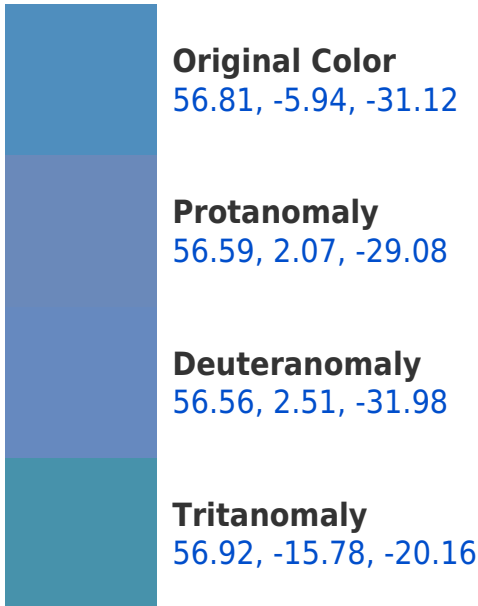 Original Color
56.81, -5.94, -31.12
Protanomaly
56.59, 2.07, -29.08
Deuteranomaly
56.56, 2.51, -31.98
Tritanomaly
56.92, -15.78, -20.16